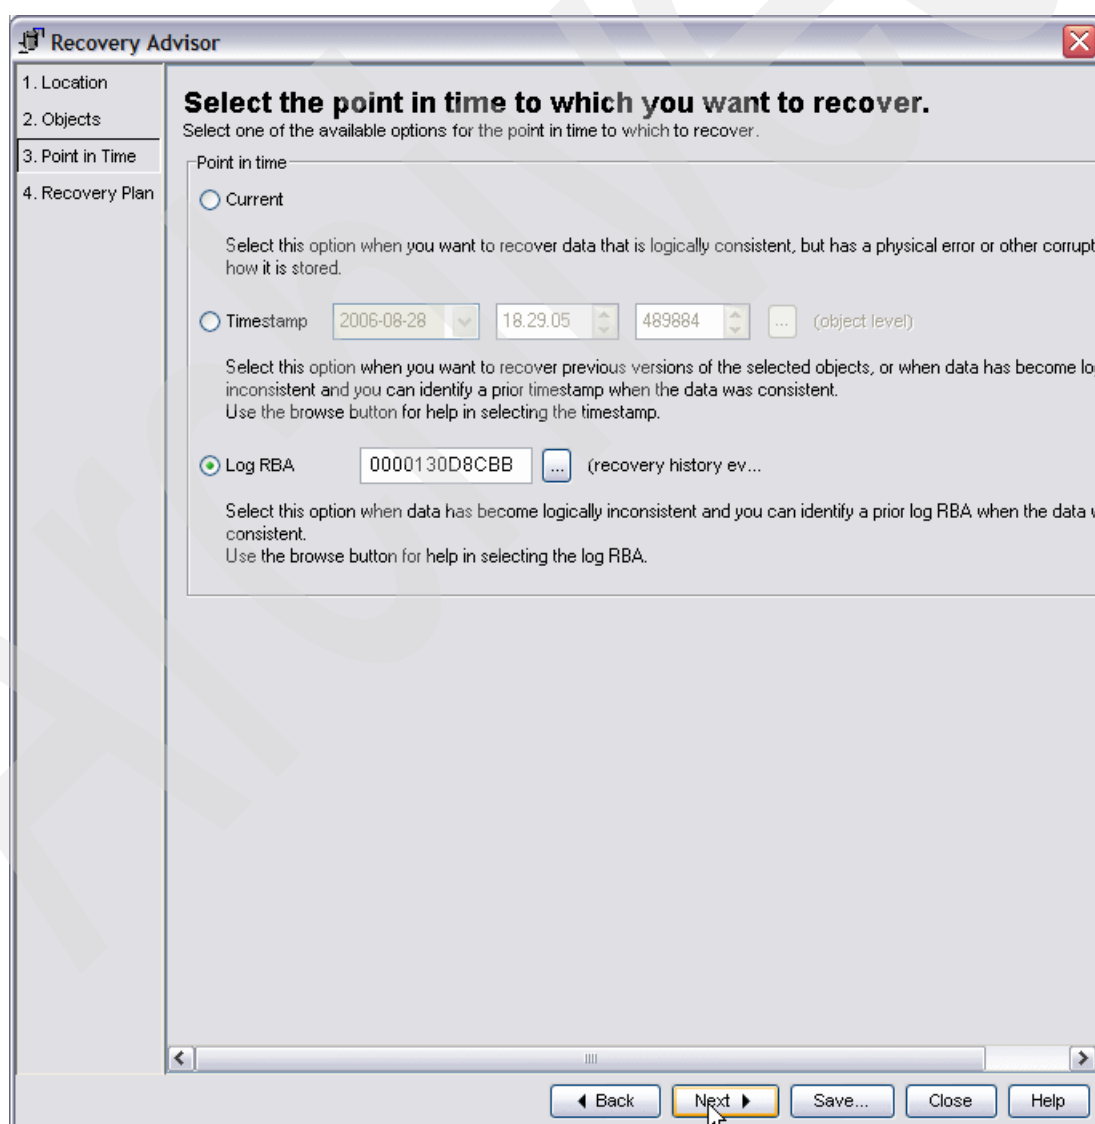 Recovery Advisor
1. Location
2. Objects
3. Point in Time
4. Recovery Plan
Select the point in time to which you want to recover.
Select one of the available options for the point in time to which to recover.
Point in time
Current
Select this option when you want to recover data that is logically consistent, but has a physical error or other corrupt
how it is stored.
Timestamp 2006-08-28 18.29.05 489884 ... (object level)
Select this option when you want to recover previous versions of the selected objects, or when data has become lo
inconsistent and you can identify a prior timestamp when the data was consistent.
Use the browse button for help in selecting the timestamp.
Log RBA 0000130D8CBB ... (recovery history ev...
Select this option when data has become logically inconsistent and you can identify a prior log RBA when the data
consistent.
Use the browse button for help in selecting the log RBA.
Back Next Save... Close Help